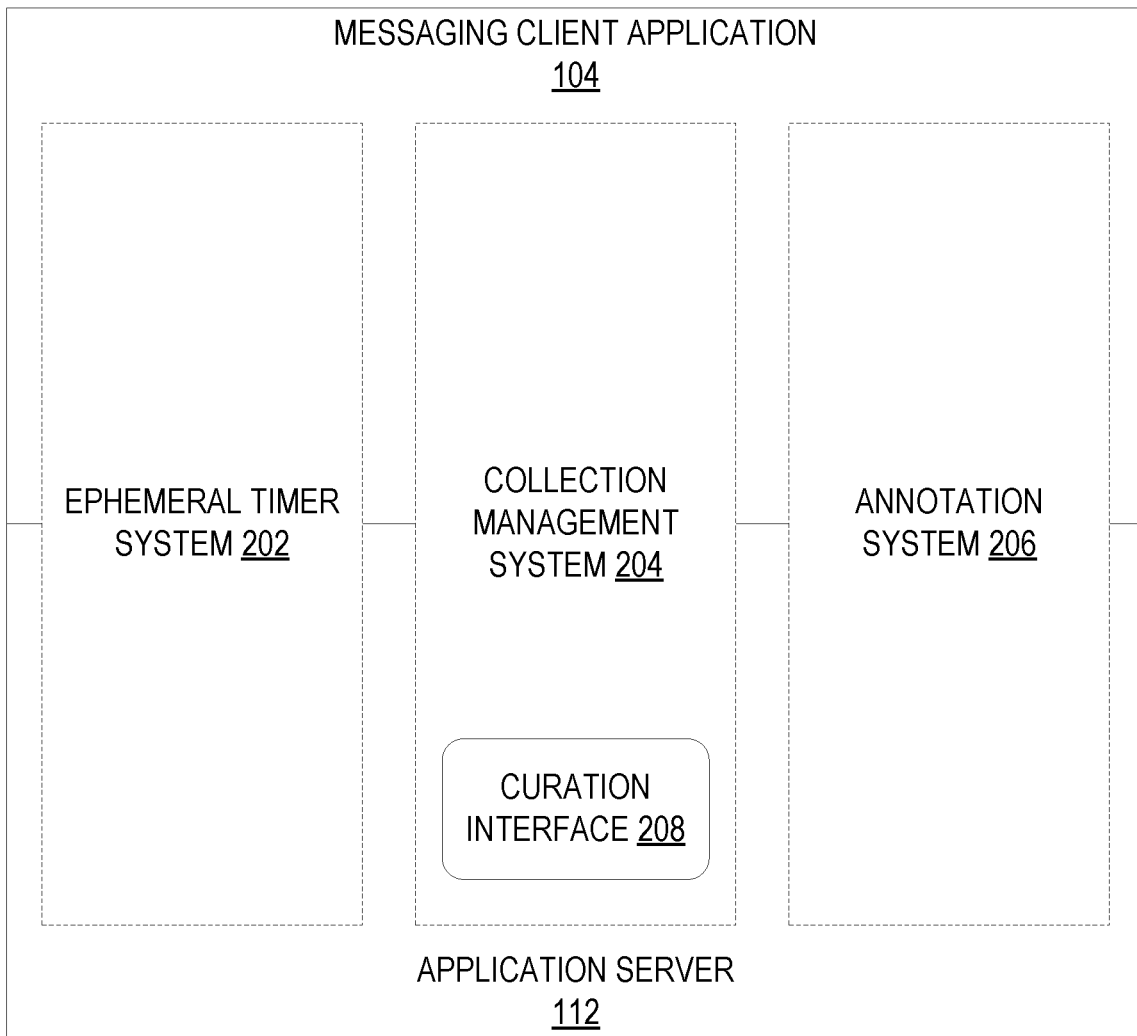 MESSAGING CLIENT APPLICATION
104
EPHEMERAL TIMER
SYSTEM 202
COLLECTION
MANAGEMENT
SYSTEM 204
ANNOTATION
SYSTEM 206
CURATION
INTERFACE 208
APPLICATION SERVER
112